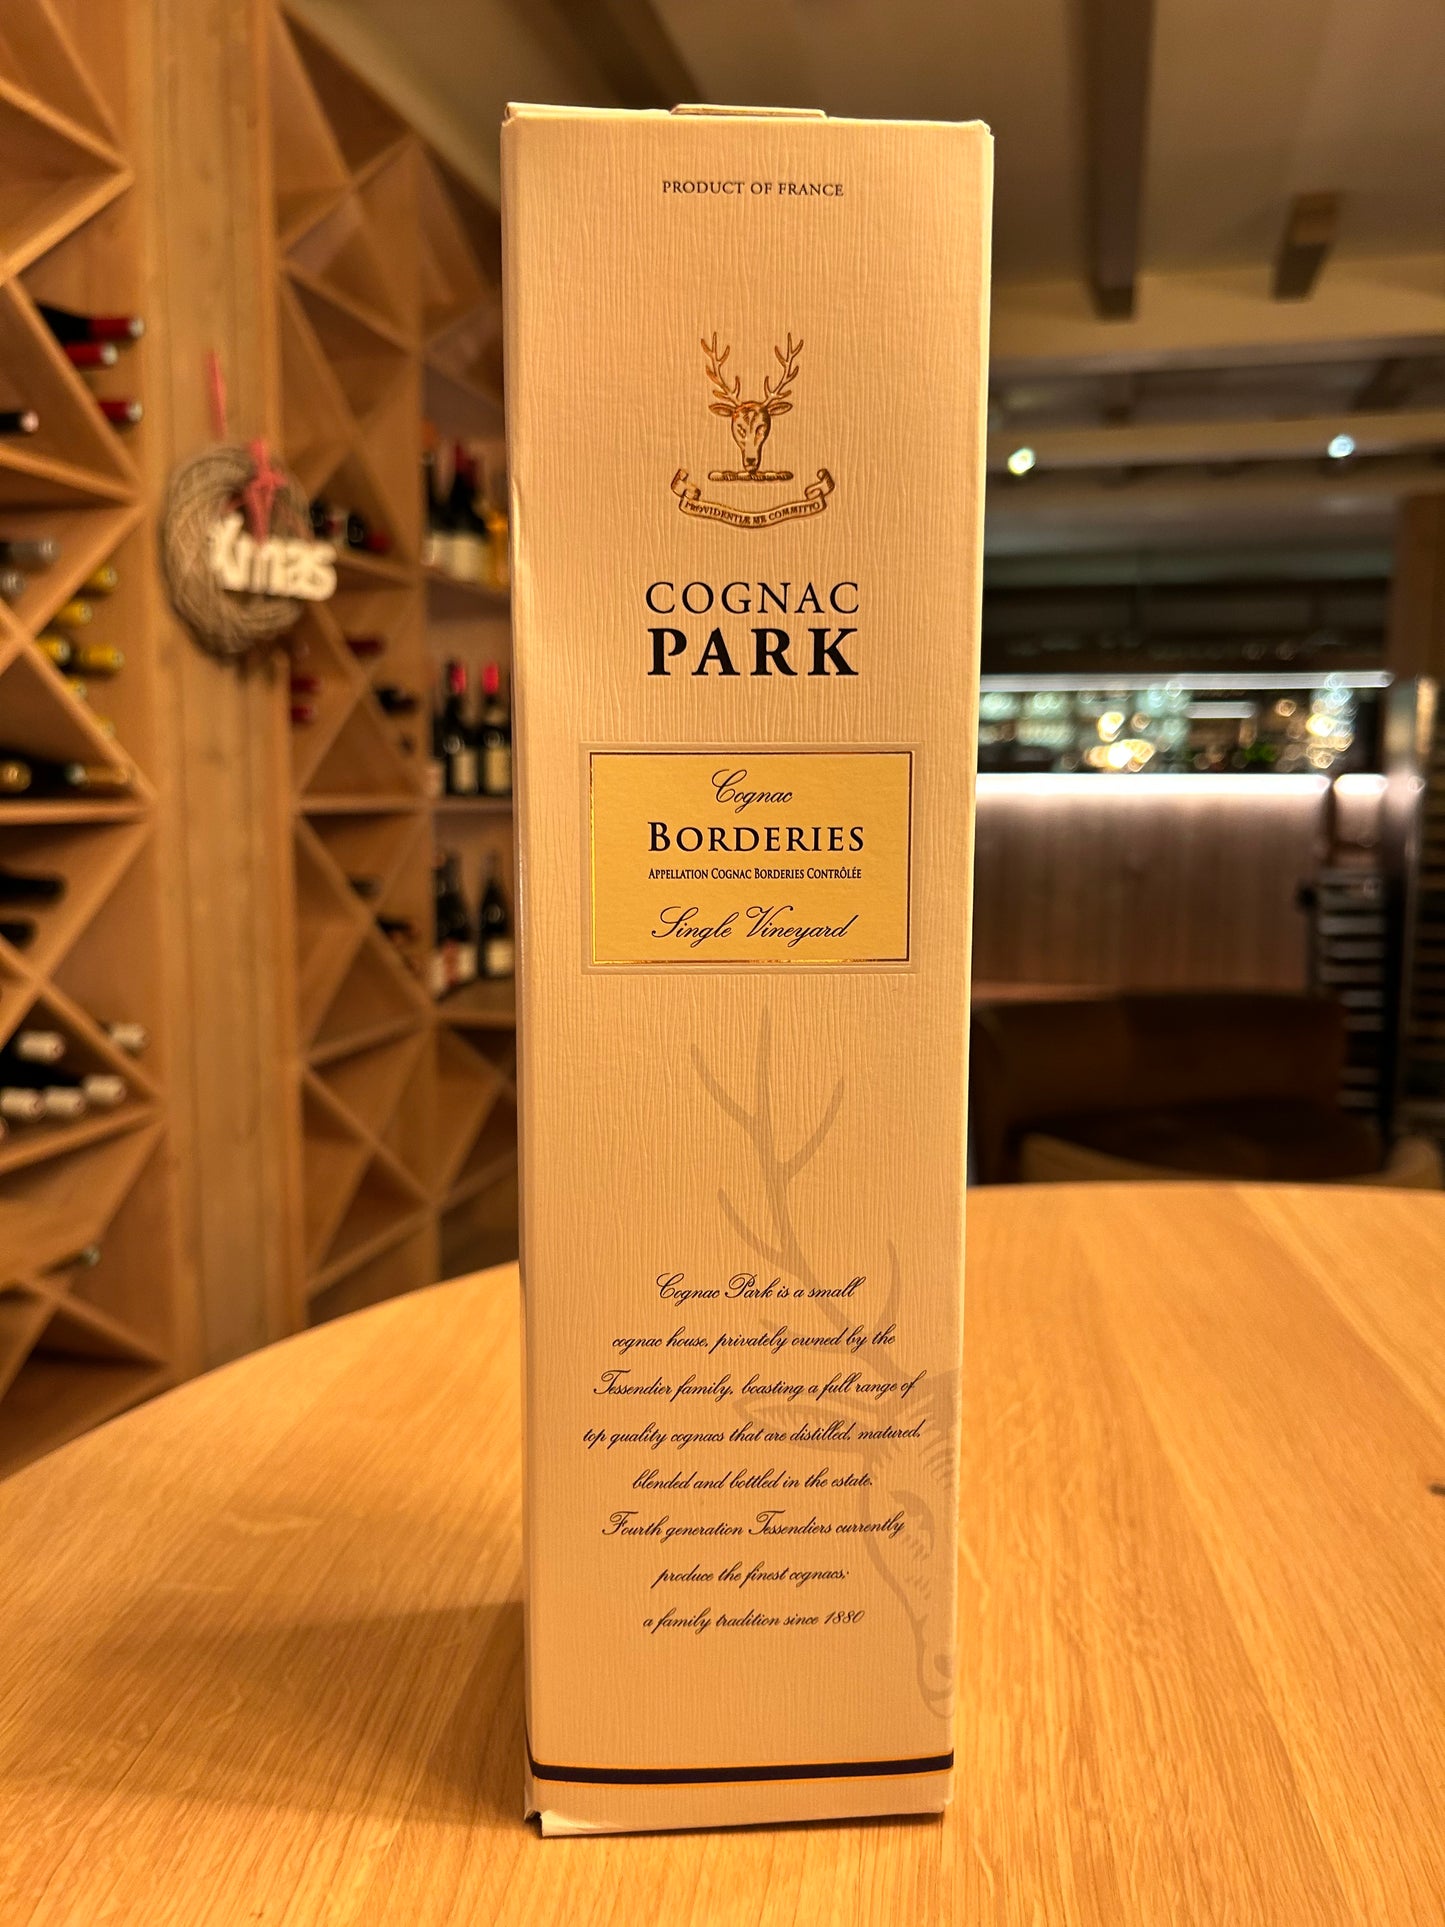 PRODUCT OF FRANCE
PROVIDENTIÆ ME COMMITTO
COGNAC
PARK
Cognac
BORDERIES
APPELLATION COGNAC BORDERIES CONTRÔLÉE
Single Vineyard
Xmas
Cognac Park is a small
cognac house, privately owned by the
Tessendier family, boasting a full range of
top quality cognacs that are distilled, matured,
blended and bottled in the estate.
Fourth generation Tessendiers currently
produce the finest cognacs:
a family tradition since 1880